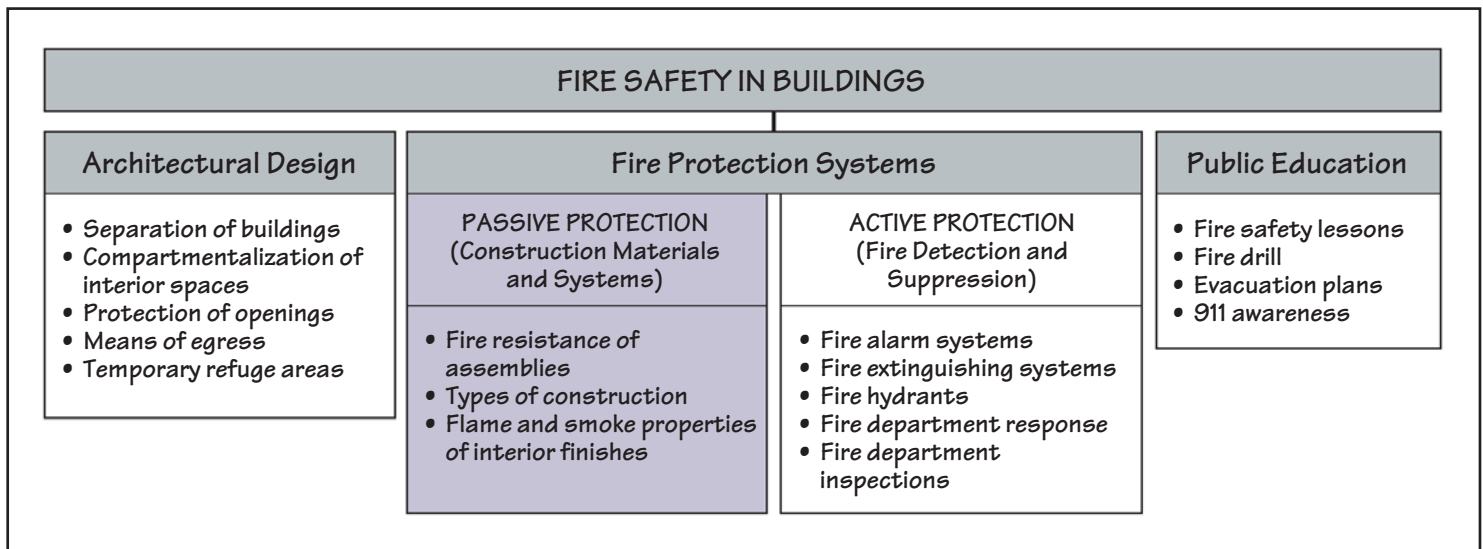 FIRE SAFETY IN BUILDINGS
Architectural Design
• Separation of buildings
• Compartmentalization of
interior spaces
• Protection of openings
• Means of egress
• Temporary refuge areas
Fire Protection Systems
PASSIVE PROTECTION
(Construction Materials
and Systems)
• Fire resistance of
assemblies
• Types of construction
• Flame and smoke properties
of interior finishes
ACTIVE PROTECTION
(Fire Detection and
Suppression)
• Fire alarm systems
• Fire extinguishing systems
• Fire hydrants
• Fire department response
• Fire department
inspections
Public Education
• Fire safety lessons
• Fire drill
• Evacuation plans
• 911 awareness